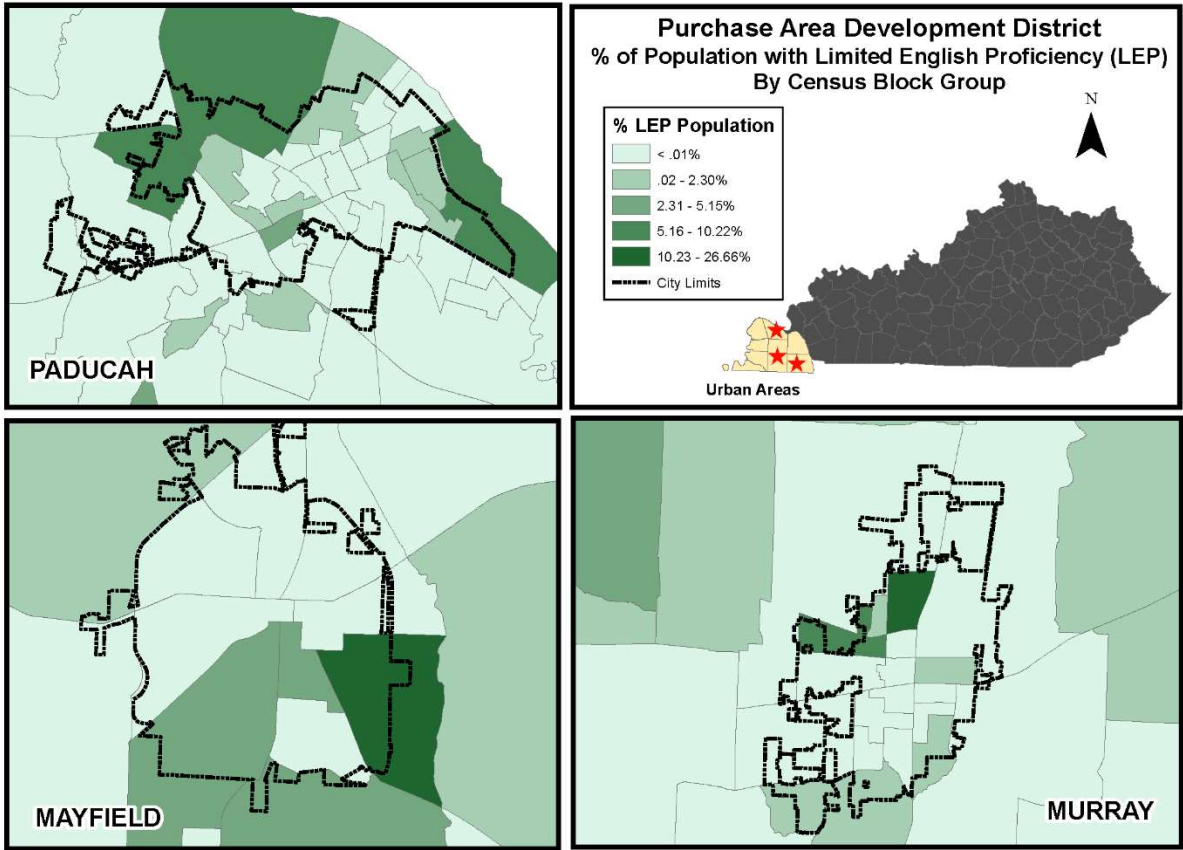 PADUCAH
Purchase Area Development District
% of Population with Limited English Proficiency (LEP)
By Census Block Group
% LEP Population
< .01%
.02 - 2.30%
2.31 - 5.15%
5.16 - 10.22%
10.23 - 26.66%
City Limits
N
Urban Areas
MAYFIELD
MURRAY